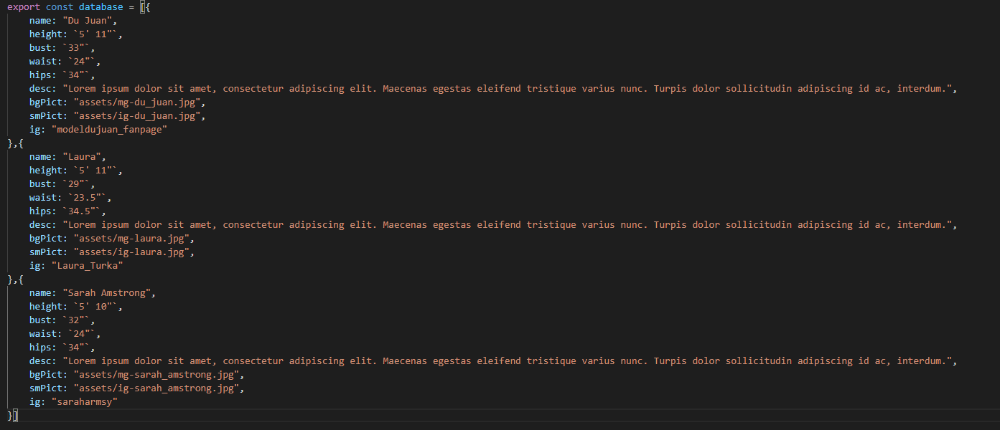 export const database = [{
    name: "Du Juan",
    height: `5' 11"`,
    bust: `33"`,
    waist: `24"`,
    hips: `34"`,
    desc: "Lorem ipsum dolor sit amet, consectetur adipiscing elit. Maecenas egestas eleifend tristique varius nunc. Turpis dolor sollicitudin adipiscing id ac, interdum.",
    bgPict: "assets/mg-du_juan.jpg",
    smPict: "assets/ig-du_juan.jpg",
    ig: "modeldujuan_fanpage"
},{
    name: "Laura",
    height: `5' 11"`,
    bust: `29"`,
    waist: `23.5"`,
    hips: `34.5"`,
    desc: "Lorem ipsum dolor sit amet, consectetur adipiscing elit. Maecenas egestas eleifend tristique varius nunc. Turpis dolor sollicitudin adipiscing id ac, interdum.",
    bgPict: "assets/mg-laura.jpg",
    smPict: "assets/ig-laura.jpg",
    ig: "Laura_Turka"
},{
    name: "Sarah Amstrong",
    height: `5' 10"`,
    bust: `32"`,
    waist: `24"`,
    hips: `34"`,
    desc: "Lorem ipsum dolor sit amet, consectetur adipiscing elit. Maecenas egestas eleifend tristique varius nunc. Turpis dolor sollicitudin adipiscing id ac, interdum.",
    bgPict: "assets/mg-sarah_amstrong.jpg",
    smPict: "assets/ig-sarah_amstrong.jpg",
    ig: "saraharmsy"
}]